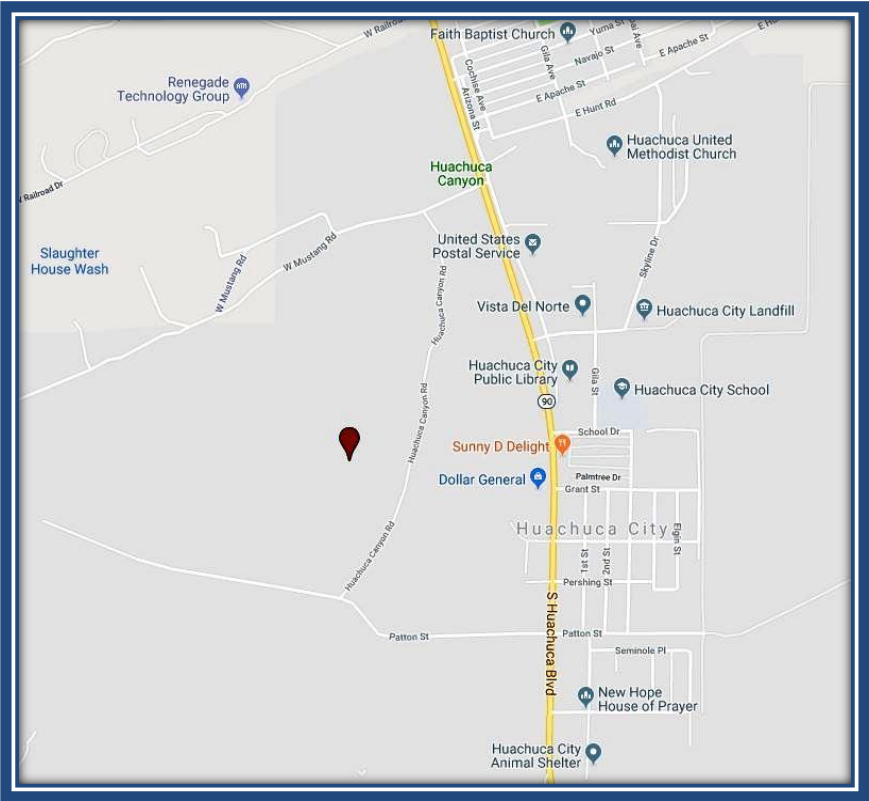 W Railroad
Faith Baptist Church
Yuma St
Gila Ave
Navajo St
E Apache St
E Hu
Renegade
Technology Group
ATM
Cochise Ave
Arizona St
E Apache St
E Hunt Rd
Huachuca United
Methodist Church
Huachuca
Canyon
W Railroad Dr
Slaughter
House Wash
W Mustang Rd
W Mustang Rd
United States
Postal Service
Skyline Dr
Huachuca Canyon Rd
Vista Del Norte
Huachuca City Landfill
Huachuca City
Public Library
Gila St
Huachuca City School
90
Huachuca Canyon Rd
School Dr
Sunny D Delight
Dollar General
Palmtree Dr
Grant St
Huachuca City
Elgin St
1st St
2nd St
Huachuca Canyon Rd
Pershing St
S Huachuca Blvd
Patton St
Patton St
Seminole Pl
New Hope
House of Prayer
Huachuca City
Animal Shelter